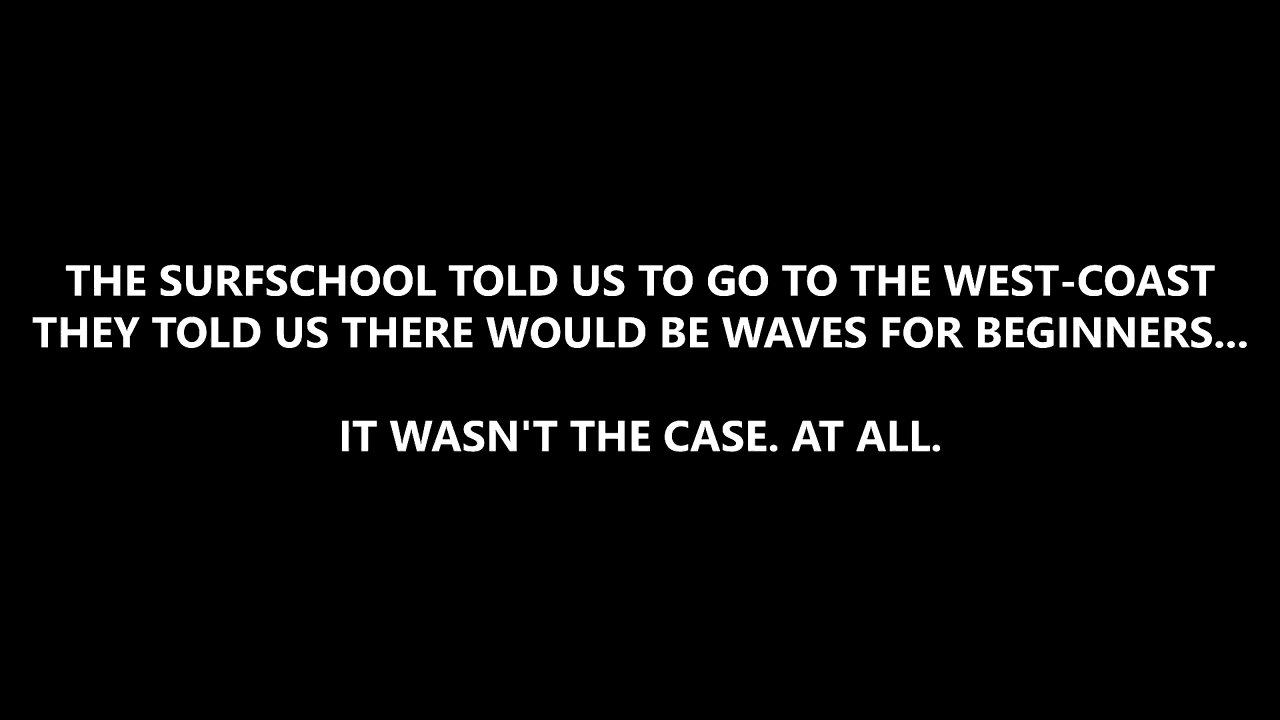 THE SURFSCHOOL TOLD US TO GO TO THE WEST-COAST
THEY TOLD US THERE WOULD BE WAVES FOR BEGINNERS...
IT WASN'T THE CASE. AT ALL.